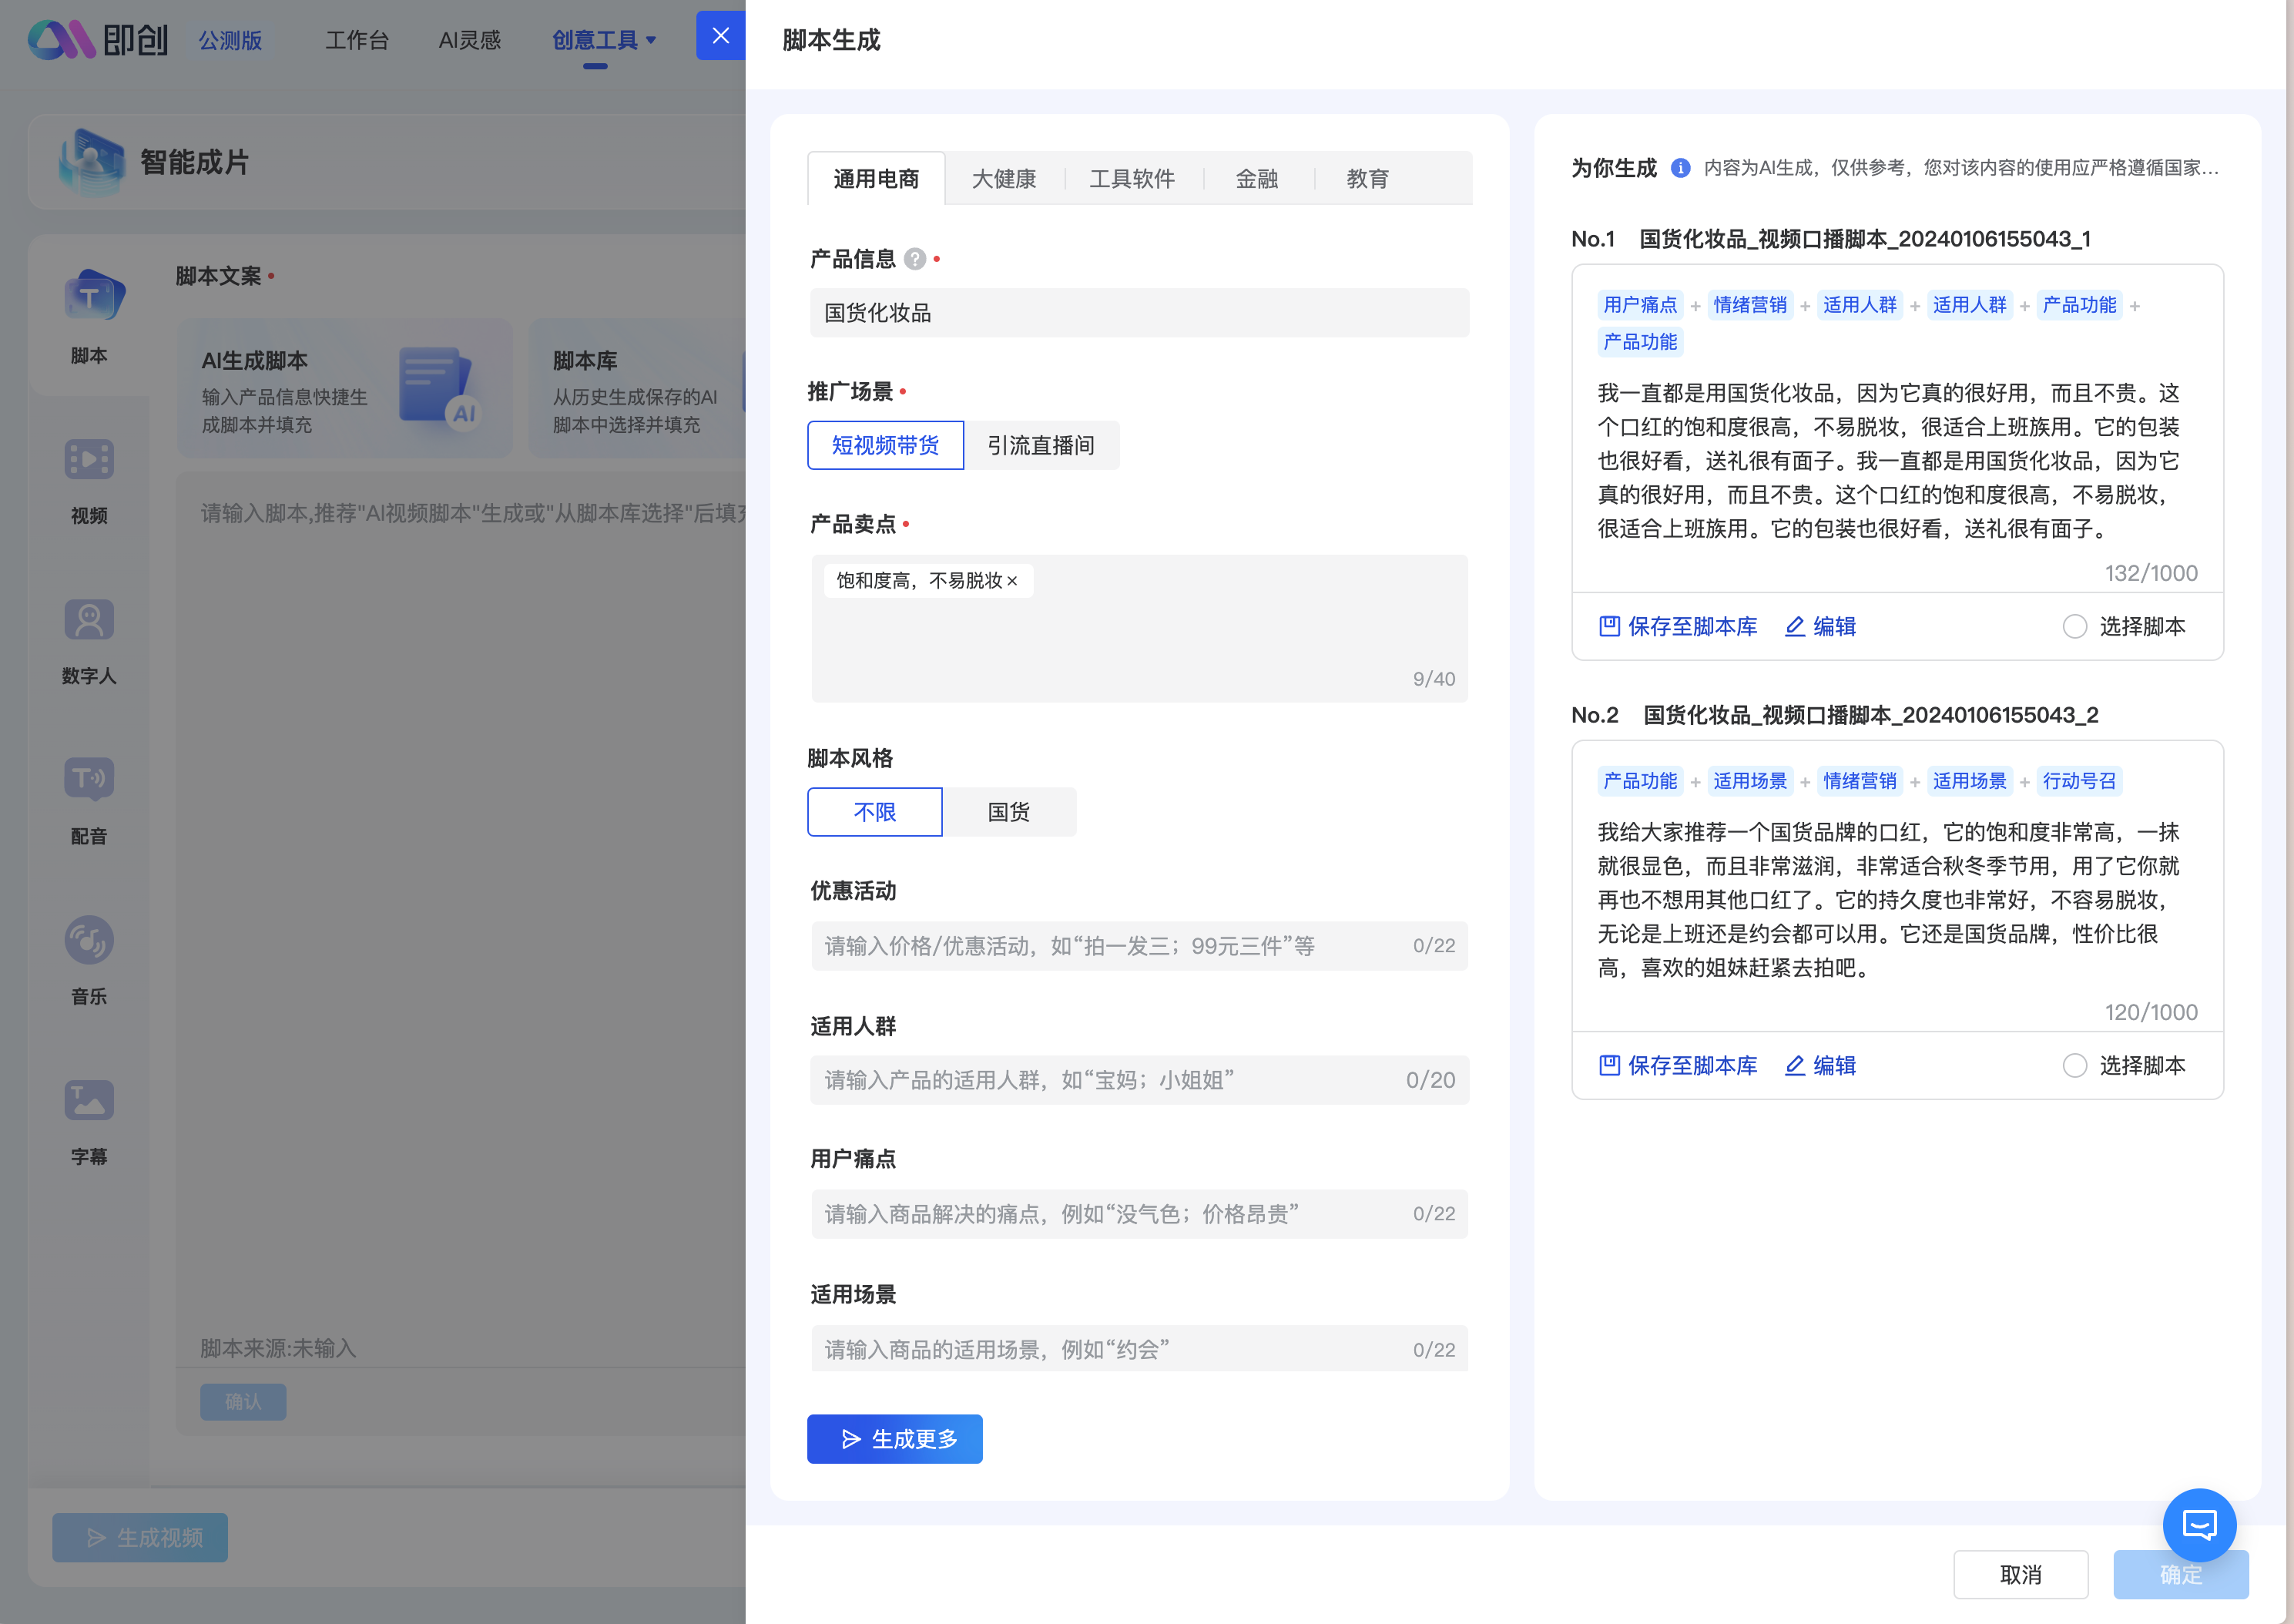 即创 公测版 工作台 AI灵感 创意工具
智能成片
脚本
视频
数字人
配音
音乐
字幕
脚本文案
AI生成脚本
输入产品信息快捷生
成脚本并填充
AI
脚本库
从历史生成保存的AI
脚本中选择并填充
请输入脚本,推荐"AI视频脚本"生成或"从脚本库选择"后填充
脚本来源:未输入
确认
生成视频
脚本生成
通用电商 大健康 工具软件 金融 教育
产品信息
国货化妆品
推广场景
短视频带货 引流直播间
产品卖点
饱和度高，不易脱妆×
9/40
脚本风格
不限 国货
优惠活动
请输入价格/优惠活动，如“拍一发三；99元三件”等 0/22
适用人群
请输入产品的适用人群，如“宝妈；小姐姐” 0/20
用户痛点
请输入商品解决的痛点，例如“没气色；价格昂贵” 0/22
适用场景
请输入商品的适用场景，例如“约会” 0/22
生成更多
为你生成 内容为AI生成，仅供参考，您对该内容的使用应严格遵循国家...
No.1 国货化妆品_视频口播脚本_20240106155043_1
用户痛点 + 情绪营销 + 适用人群 + 适用人群 + 产品功能 +
产品功能
我一直都是用国货化妆品，因为它真的很好用，而且不贵。这
个口红的饱和度很高，不易脱妆，很适合上班族用。它的包装
也很好看，送礼很有面子。我一直都是用国货化妆品，因为它
真的很好用，而且不贵。这个口红的饱和度很高，不易脱妆，
很适合上班族用。它的包装也很好看，送礼很有面子。
132/1000
保存至脚本库 编辑 选择脚本
No.2 国货化妆品_视频口播脚本_20240106155043_2
产品功能 + 适用场景 + 情绪营销 + 适用场景 + 行动号召
我给大家推荐一个国货品牌的口红，它的饱和度非常高，一抹
就很显色，而且非常滋润，非常适合秋冬季节用，用了它你就
再也不想用其他口红了。它的持久度也非常好，不容易脱妆，
无论是上班还是约会都可以用。它还是国货品牌，性价比很
高，喜欢的姐妹赶紧去拍吧。
120/1000
保存至脚本库 编辑 选择脚本
取消 确定